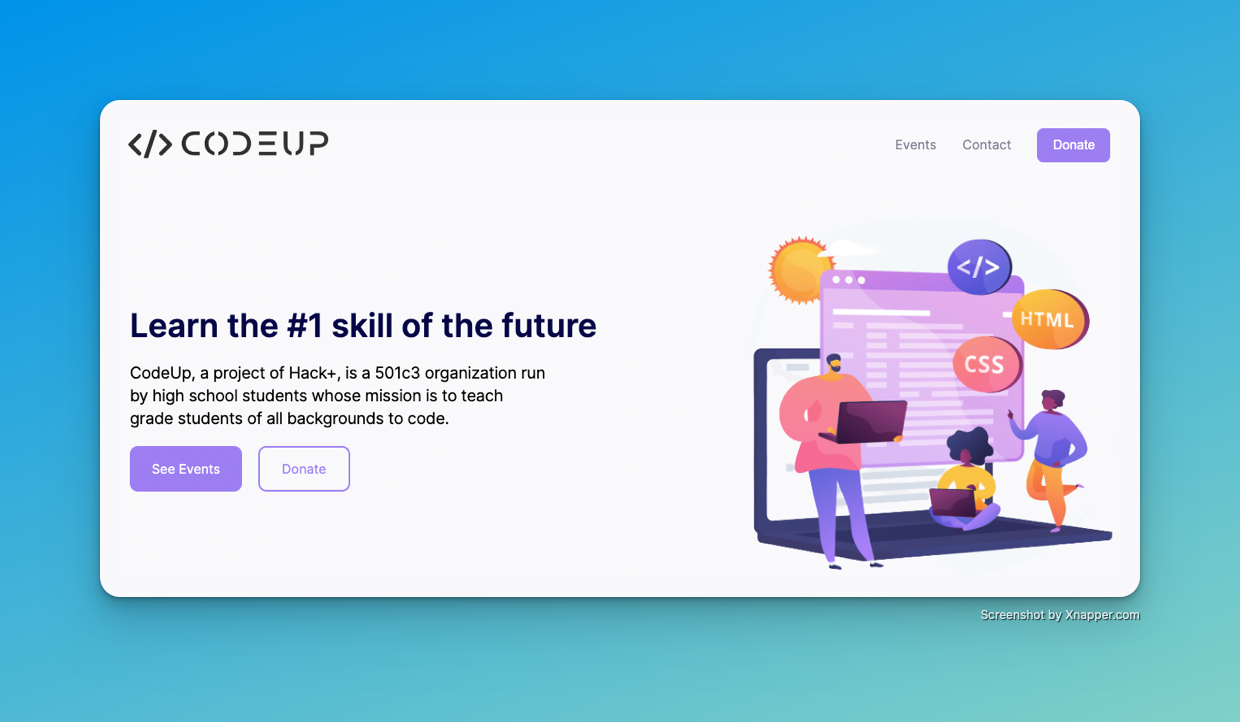 </> CODEUP
Events
Contact
Donate
</>
HTML
CSS
Learn the #1 skill of the future
CodeUp, a project of Hack+, is a 501c3 organization run
by high school students whose mission is to teach
grade students of all backgrounds to code.
See Events
Donate
Screenshot by Xnapper.com